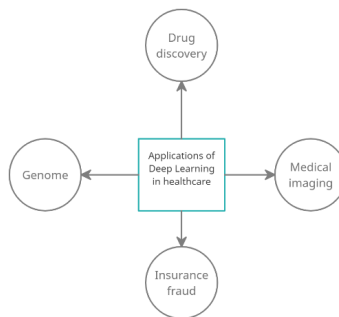 Drug
discovery
Applications of
Deep Learning
in healthcare
Genome
Medical
imaging
Insurance
fraud